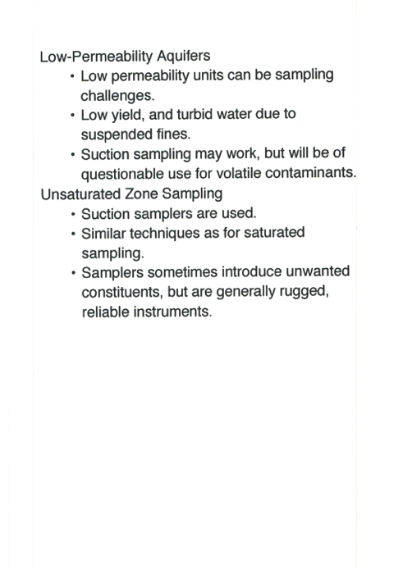 Low-Permeability Aquifers
• Low permeability units can be sampling
challenges.
• Low yield, and turbid water due to
suspended fines.
• Suction sampling may work, but will be of
questionable use for volatile contaminants.
Unsaturated Zone Sampling
• Suction samplers are used.
• Similar techniques as for saturated
sampling.
• Samplers sometimes introduce unwanted
constituents, but are generally rugged,
reliable instruments.